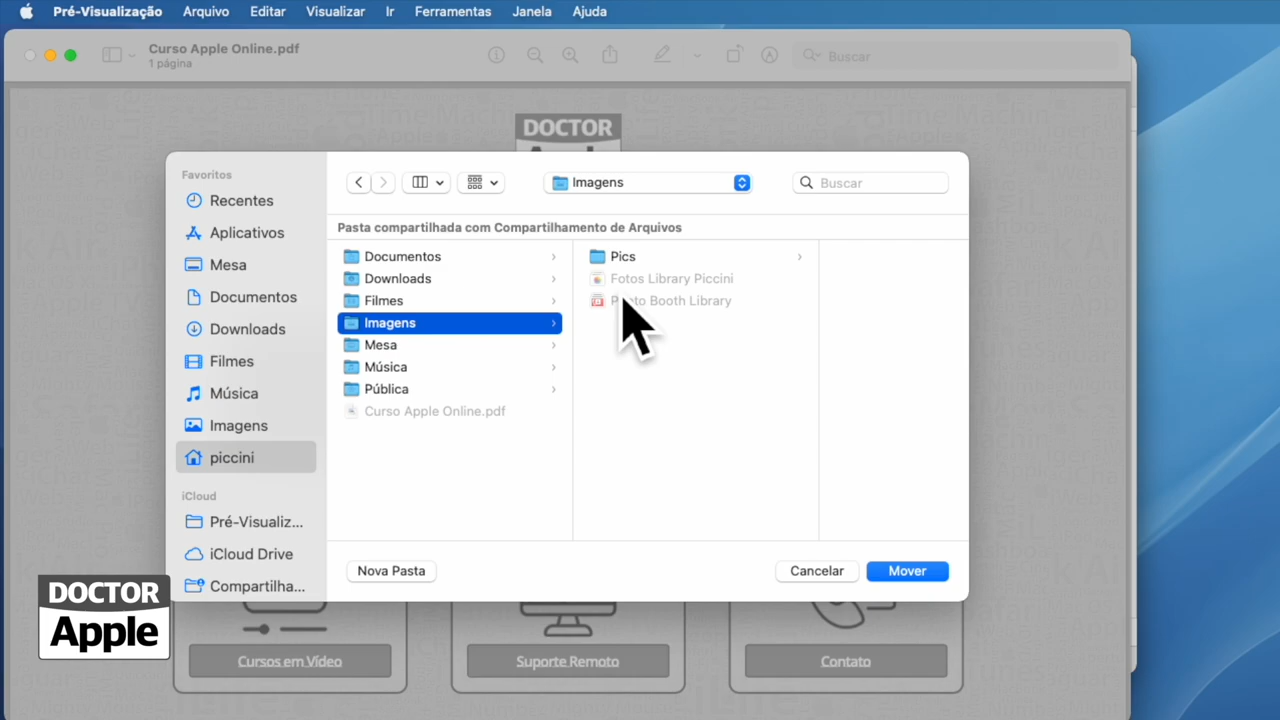 Pré-Visualização Arquivo Editar Visualizar Ir Ferramentas Janela Ajuda
Curso Apple Online.pdf
1 página
Buscar
DOCTOR
Favoritos
Recentes
Aplicativos
Mesa
Documentos
Downloads
Filmes
Música
Imagens
piccini
iCloud
Pré-Visualiz...
iCloud Drive
Compartilha...
Imagens
Buscar
Pasta compartilhada com Compartilhamento de Arquivos
Documentos
Downloads
Filmes
Imagens
Mesa
Música
Pública
Curso Apple Online.pdf
Pics
Fotos Library Piccini
Booth Library
Nova Pasta
Cancelar
Mover
DOCTOR
Apple
Cursos em Vídeo
Suporte Remoto
Contato